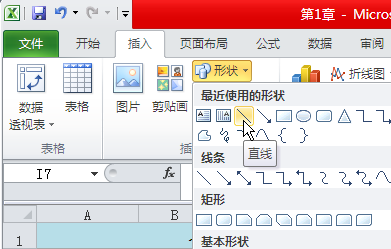 第1章 - Micros
文件 开始 插入 页面布局 公式 数据 审阅
数据
透视表
表格
图片
剪贴画
形状
折线图
表格
最近使用的形状
直线
线条
矩形
基本形状
I7
A B
1